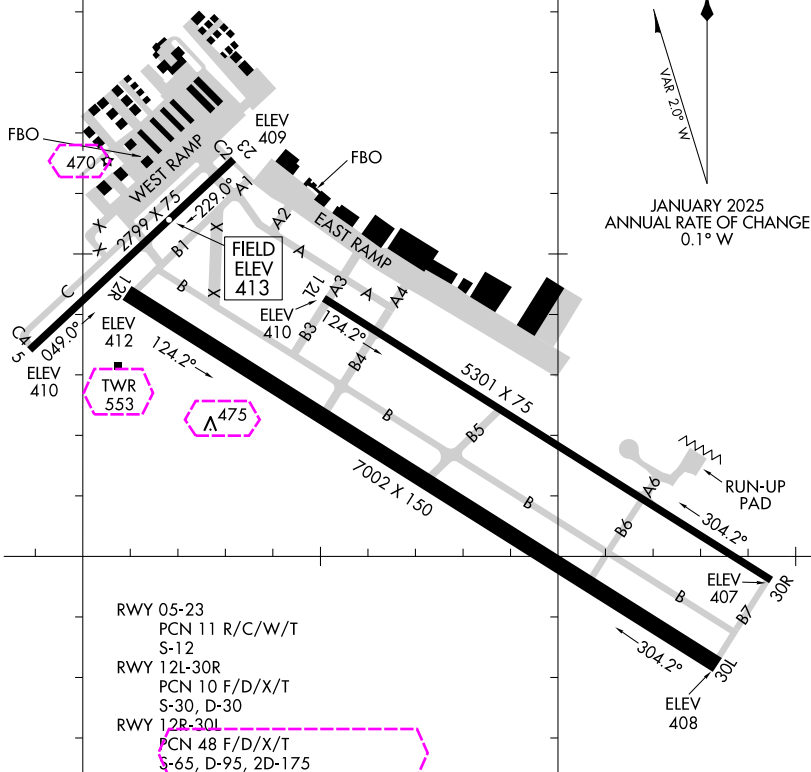 FBO
470
WEST RAMP
C2
23
ELEV
409
FBO
VAR 2.0° W
JANUARY 2025
ANNUAL RATE OF CHANGE
0.1° W
2799 X 75
229.0°
A1
A2
EAST RAMP
X
X
X
X
B1
A
FIELD
ELEV
413
C
B
12R
12L
A3
A
A4
C4
5
049.0°
ELEV
412
ELEV
410
B3
124.2°
B4
ELEV
410
TWR
553
124.2°
475
5301 X 75
B
B5
7002 X 150
RUN-UP
PAD
A6
B
B6
304.2°
ELEV
407
30R
B
B7
304.2°
30L
ELEV
408
RWY 05-23
PCN 11 R/C/W/T
S-12
RWY 12L-30R
PCN 10 F/D/X/T
S-30, D-30
RWY 12R-30L
PCN 48 F/D/X/T
S-65, D-95, 2D-175